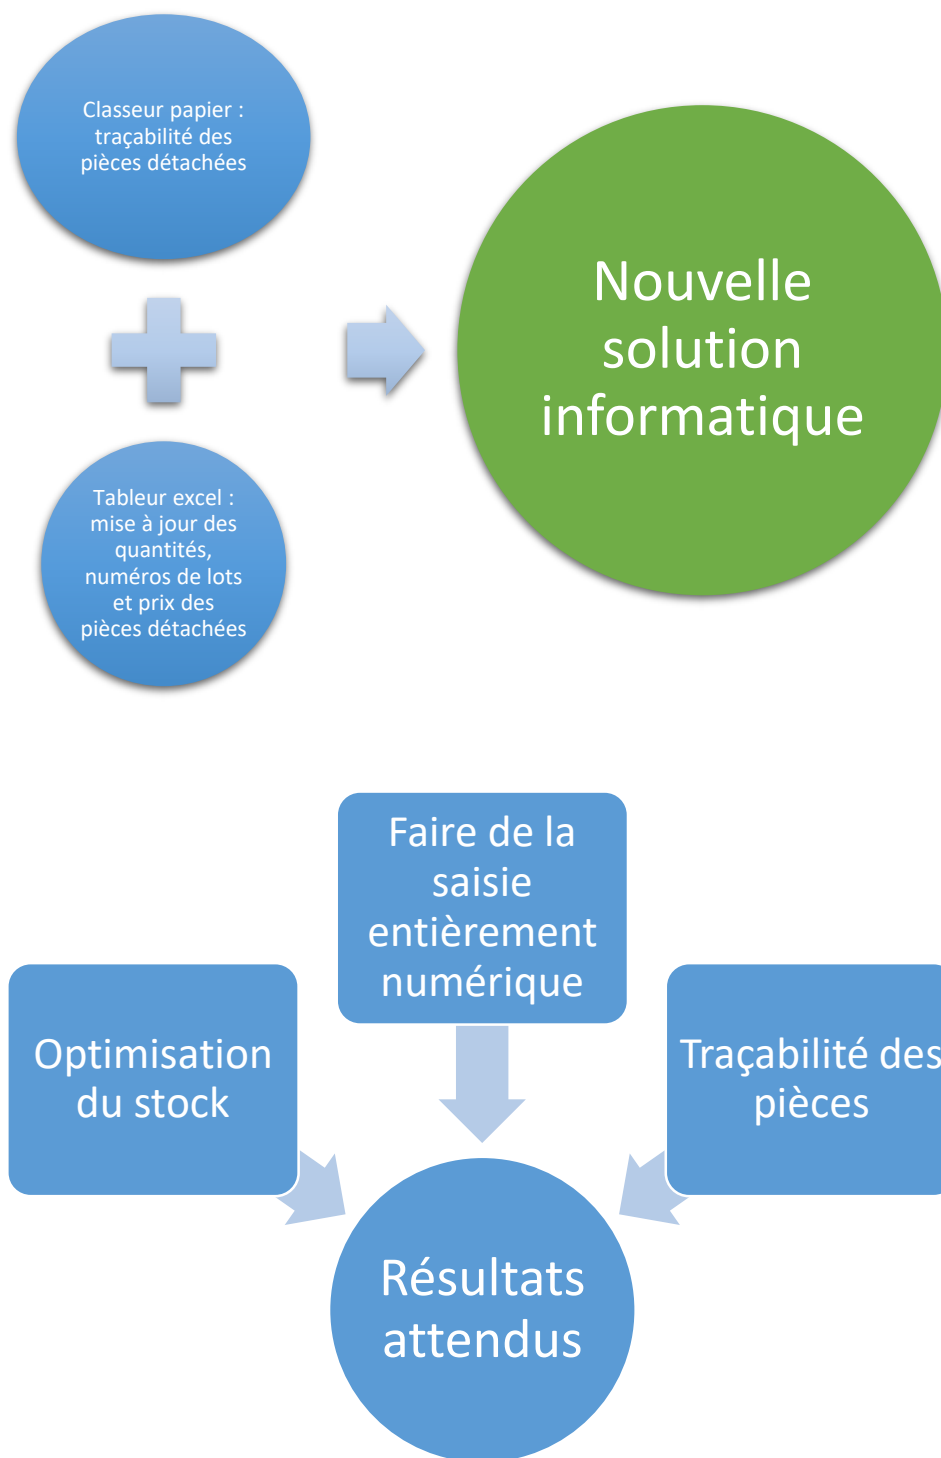 Classeur papier :
traçabilité des
pièces détachées
Nouvelle
solution
informatique
Tableur excel :
mise à jour des
quantités,
numéros de lots
et prix des
pièces détachées
Faire de la
saisie
entièrement
numérique
Optimisation
du stock
Traçabilité des
pièces
Résultats
attendus